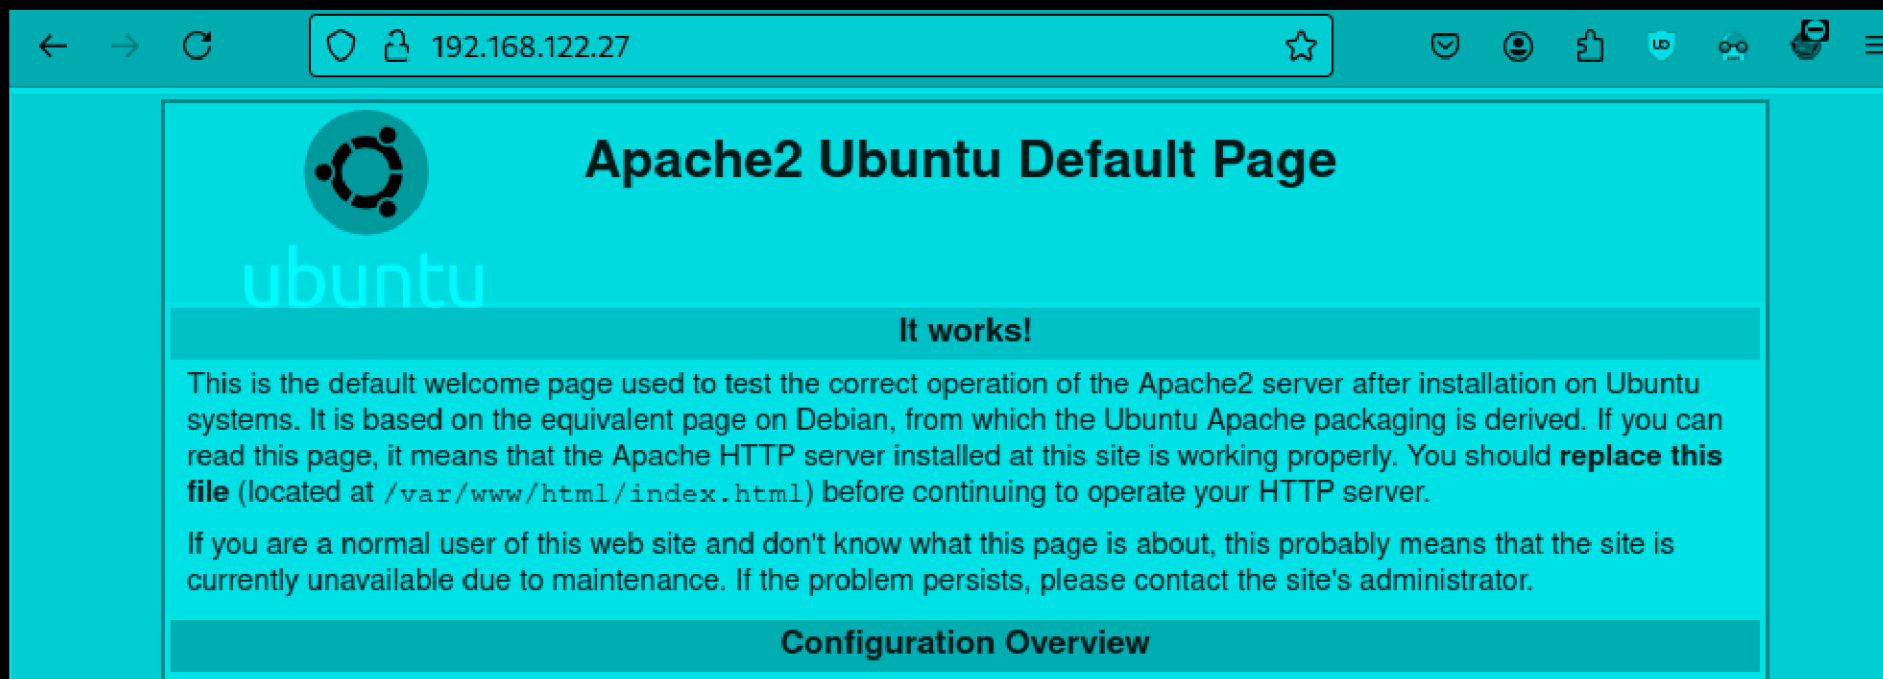 192.168.122.27
Apache2 Ubuntu Default Page
ubuntu
It works!
This is the default welcome page used to test the correct operation of the Apache2 server after installation on Ubuntu
systems. It is based on the equivalent page on Debian, from which the Ubuntu Apache packaging is derived. If you can
read this page, it means that the Apache HTTP server installed at this site is working properly. You should replace this
file (located at /var/www/html/index.html) before continuing to operate your HTTP server.
If you are a normal user of this web site and don't know what this page is about, this probably means that the site is
currently unavailable due to maintenance. If the problem persists, please contact the site's administrator.
Configuration Overview